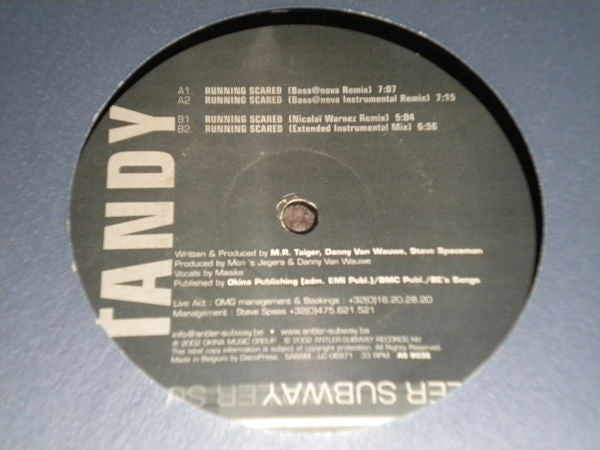 TANDY
A1. RUNNING SCARED (Boss@nova Remix) 7:07
A2 RUNNING SCARED (Boss@nova Instrumental Remix) 7:15
B1 RUNNING SCARED (Nicolaï Warnez Remix) 5:04
B2 RUNNING SCARED (Extended Instrumental Mix) 6:56
Written & Produced by M.R. Taiger, Danny Van Wauwe, Steve Spaceman
Produced by Mon 's Jegers & Danny Van Wauwe
Vocals by Maaike
Published by Okina Publishing (adm. EMI Publ.)/BMC Publ./BE's Songs
Live Act : OMG management & Bookings : +32(0)16.20.28.20
Management : Steve Spaas +32(0)475.621.521
info@antler-subway.be • www.antler-subway.be
℗ 2002 OKINA MUSIC GROUP © 2002 ANTLER-SUBWAY RECORDS NV
This label copy information is subject of copyright protection. All rights reserved.
Made in Belgium by DiscoPress SABAM LC-06371 33 RPM AS 9036
LER SUBWAY